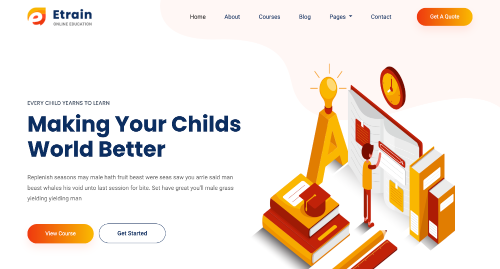 Etrain
ONLINE EDUCATION
Home
About
Courses
Blog
Pages
Contact
Get A Quote
EVERY CHILD YEARNS TO LEARN
Making Your Childs
World Better
Replenish seasons may male hath fruit beast were seas saw you arrie said man
beast whales his void unto last session for bite. Set have great you'll male grass
yielding yielding man
View Course
Get Started
A